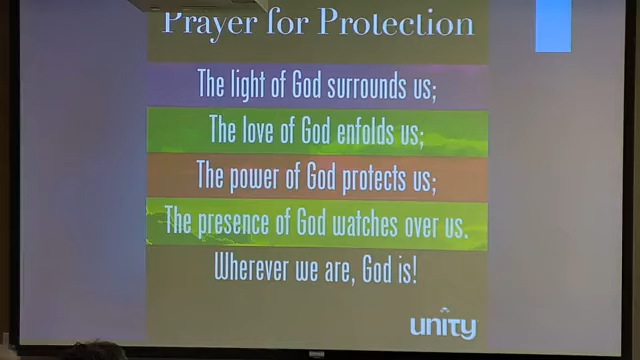 Prayer for Protection
The light of God surrounds us;
The love of God enfolds us;
The power of God protects us;
The presence of God watches over us.
Wherever we are, God is!
unity